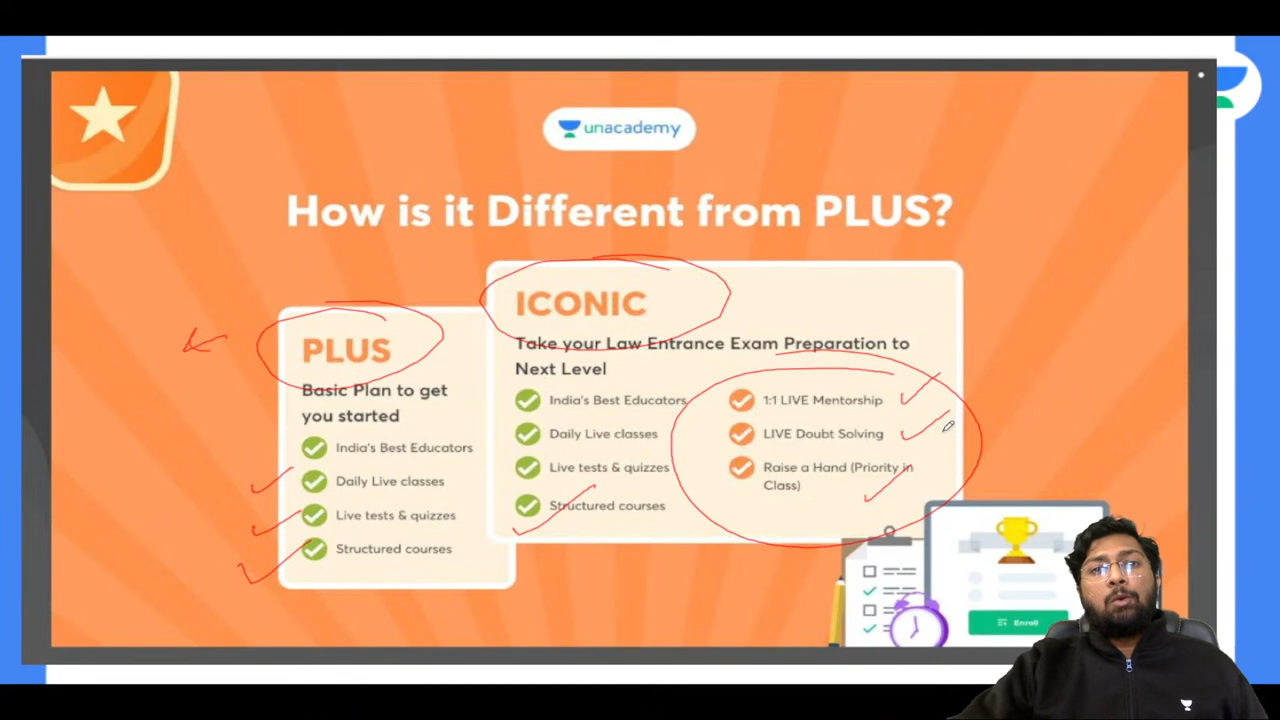 unacademy
How is it Different from PLUS?
PLUS
Basic Plan to get
you started
India's Best Educators
Daily Live classes
Live tests & quizzes
Structured courses
ICONIC
Take your Law Entrance Exam Preparation to
Next Level
India's Best Educators
Daily Live classes
Live tests & quizzes
Structured courses
1:1 LIVE Mentorship
LIVE Doubt Solving
Raise a Hand (Priority in
Class)
Enroll